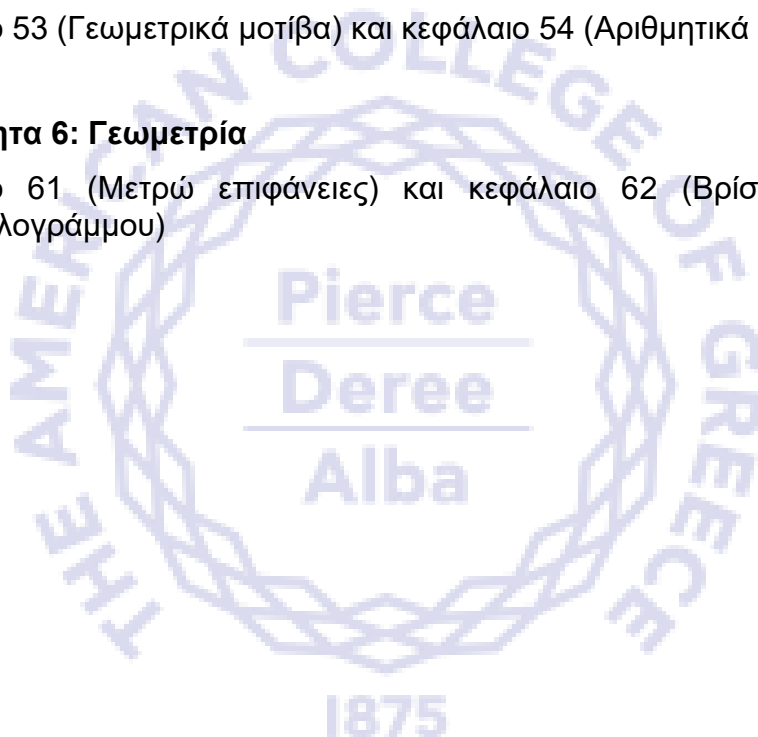 ο 53 (Γεωμετρικά μοτίβα) και κεφάλαιο 54 (Αριθμητικά
ητα 6: Γεωμετρία
ο 61 (Μετρώ επιφάνειες) και κεφάλαιο 62 (Βρίσ
λογράμμου)
THE AMERICAN COLLEGE OF GREECE
Pierce
Deree
Alba
1875